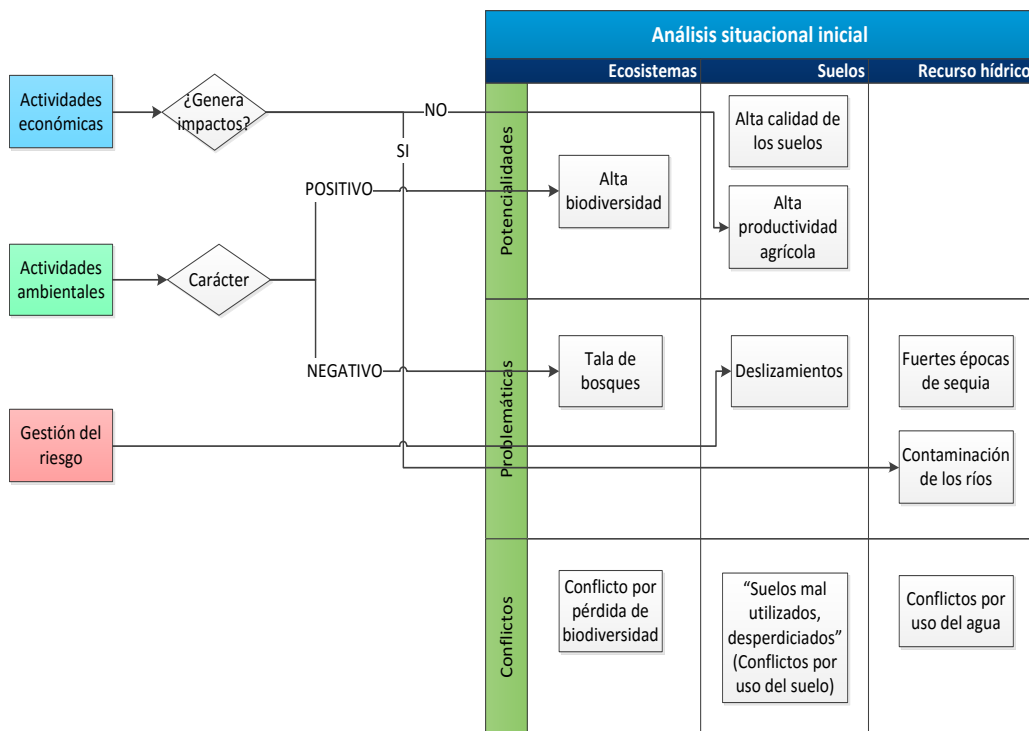 Análisis situacional inicial
Ecosistemas
Suelos
Recurso hídrico
Actividades
económicas
¿Genera
impactos?
NO
SI
Alta calidad de
los suelos
Potencialidades
POSITIVO
Alta
biodiversidad
Alta
productividad
agrícola
Actividades
ambientales
Carácter
NEGATIVO
Problemáticas
Tala de
bosques
Deslizamientos
Fuertes épocas
de sequia
Gestión del
riesgo
Contaminación
de los ríos
Conflictos
Conflicto por
pérdida de
biodiversidad
“Suelos mal
utilizados,
desperdiciados”
(Conflictos por
uso del suelo)
Conflictos por
uso del agua